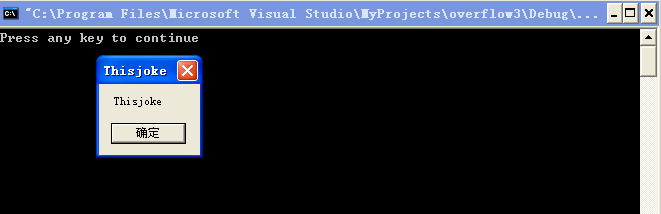 "C:\Program Files\Microsoft Visual Studio\MyProjects\overflow3\Debug\...
Press any key to continue
Thisjoke
Thisjoke
确定